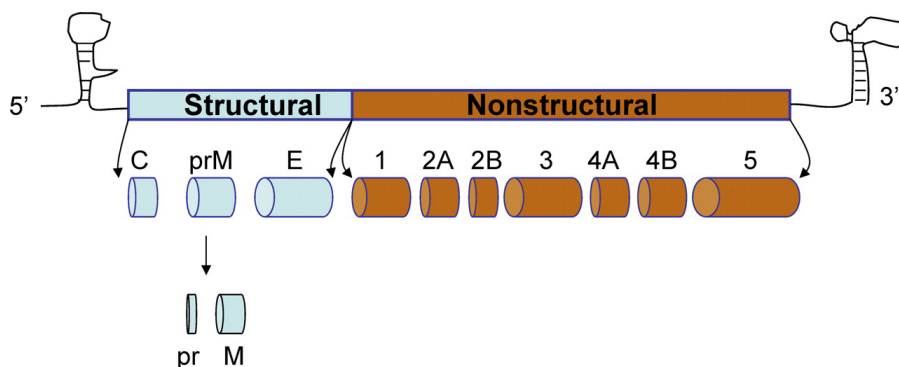 5’ Structural Nonstructural 3’
C prM E 1 2A 2B 3 4A 4B 5
pr M